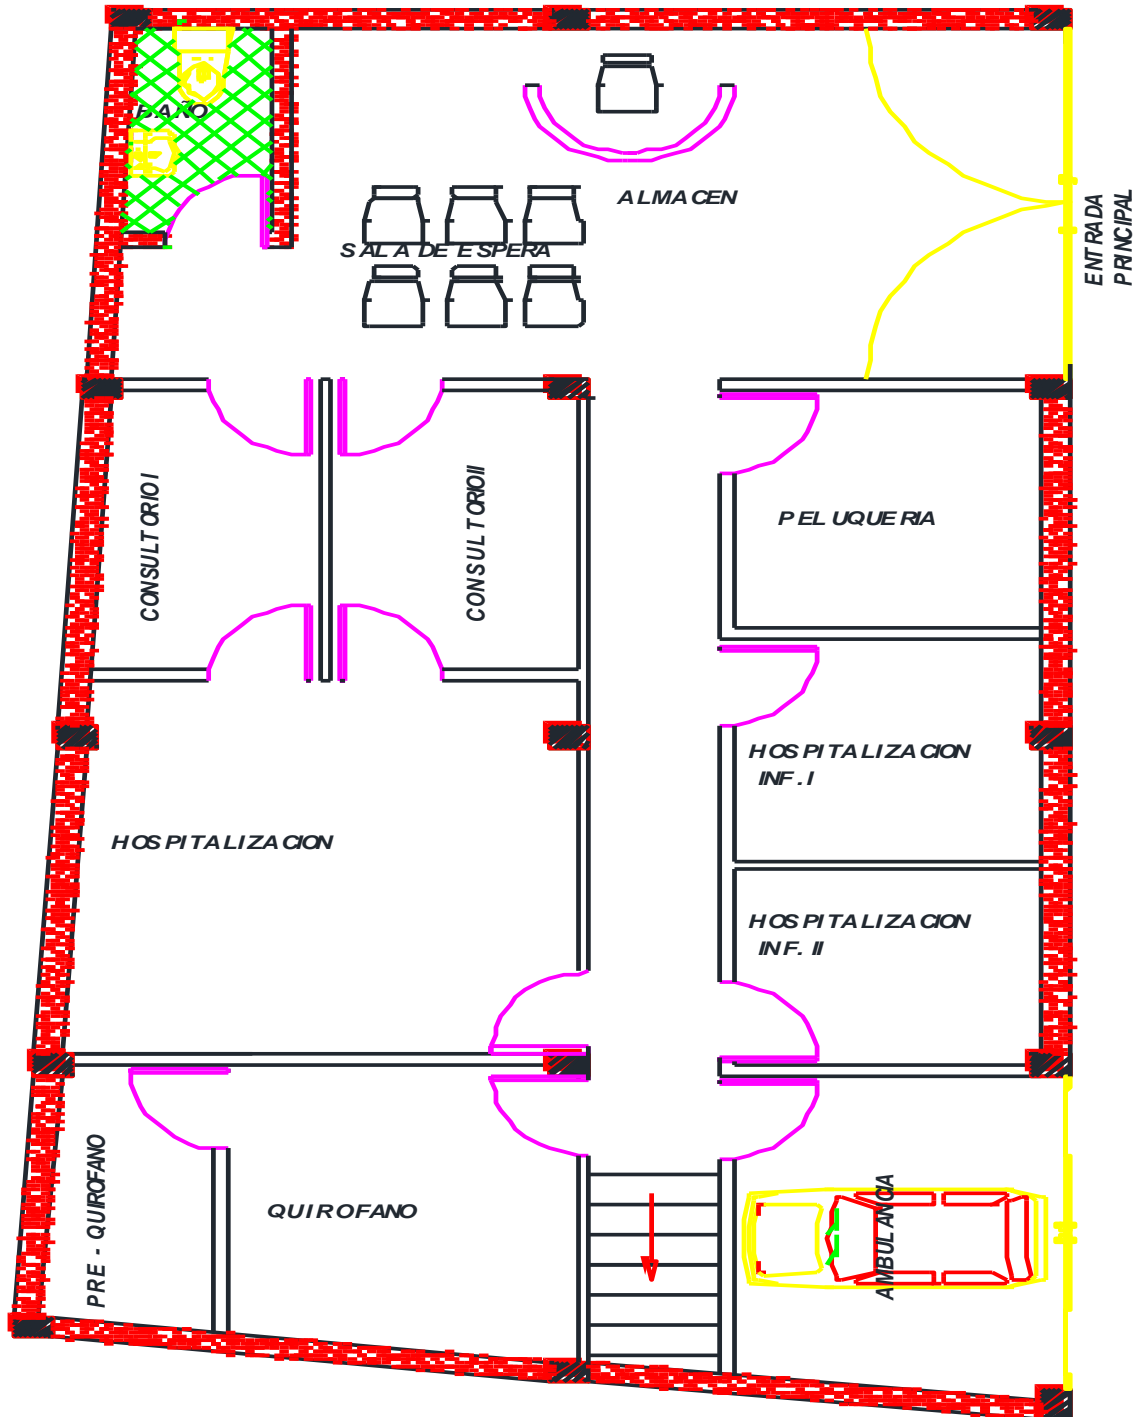 BAÑO
ALMACEN
SALA DE ESPERA
ENTRADA
PRINCIPAL
CONSULTORIO I
CONSULTORIO II
PELUQUERIA
HOSPITALIZACION
INF. I
HOSPITALIZACION
HOSPITALIZACION
INF. II
PRE - QUIROFANO
QUIROFANO
AMBULANCIA